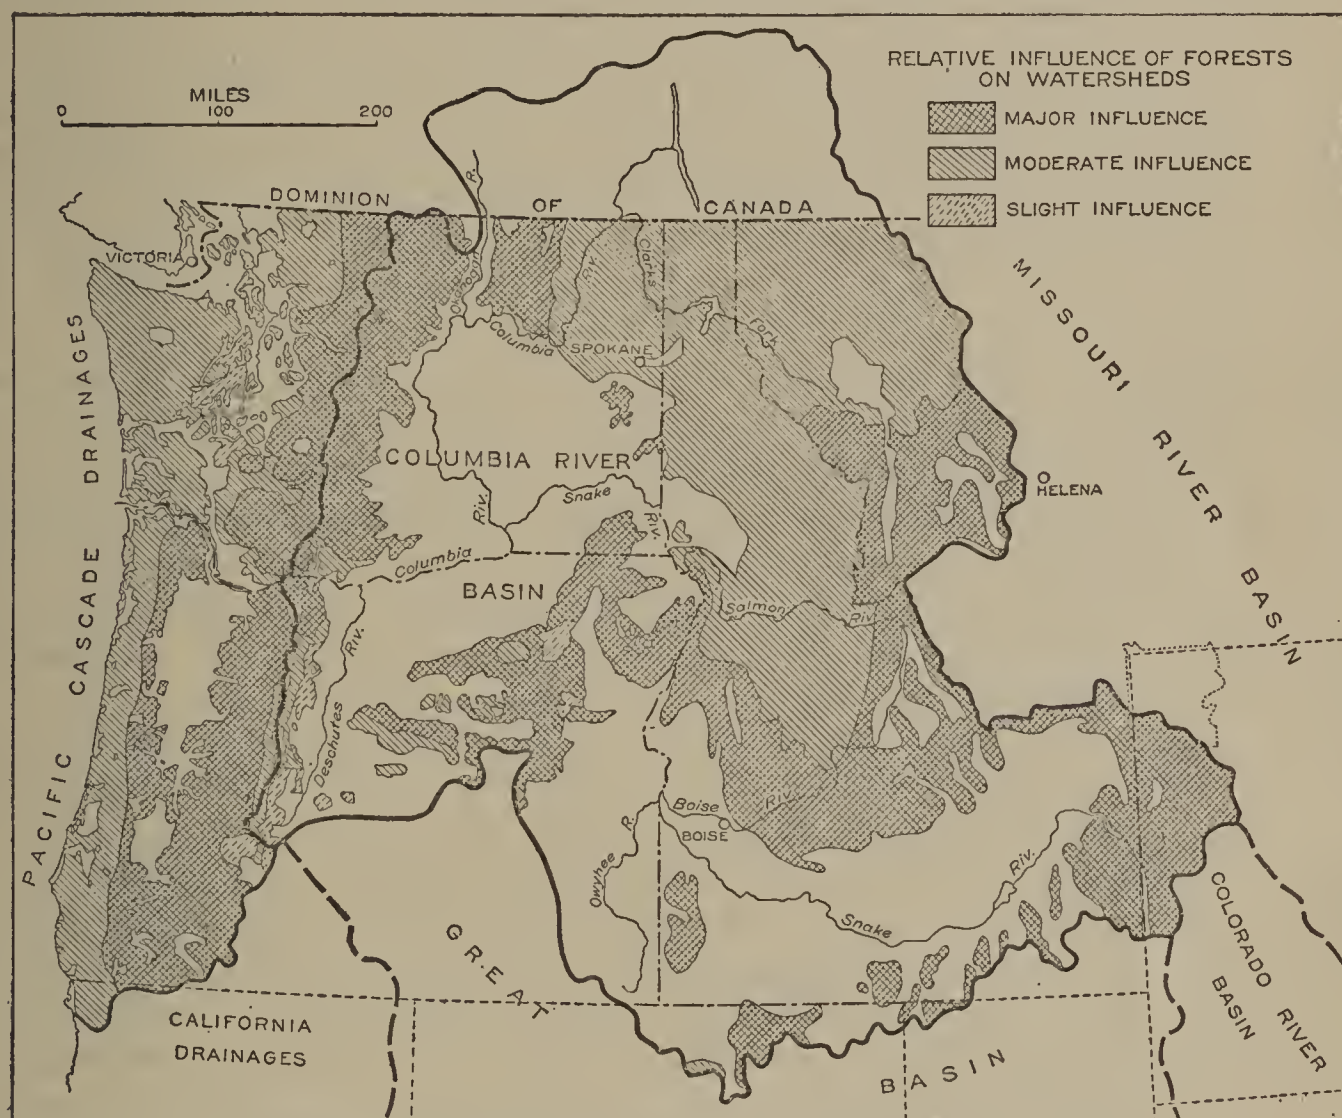 RELATIVE INFLUENCE OF FORESTS
ON WATERSHEDS
MAJOR INFLUENCE
MODERATE INFLUENCE
SLIGHT INFLUENCE
MILES
0 100 200
DOMINION OF CANADA
R.
VICTORIA
Clarks
Riv.
Fork
Columbia
SPOKANE
MISSOURI RIVER BASIN
PACIFIC CASCADE DRAINAGES
COLUMBIA RIVER
HELENA
Snake
Riv.
Riv.
Columbia
BASIN
Salmon
Riv.
Riv.
Deschutes
Boise
Riv.
BOISE
R.
Owyhee
Riv.
Snake
GREAT
BASIN
COLORADO RIVER
BASIN
CALIFORNIA
DRAINAGES